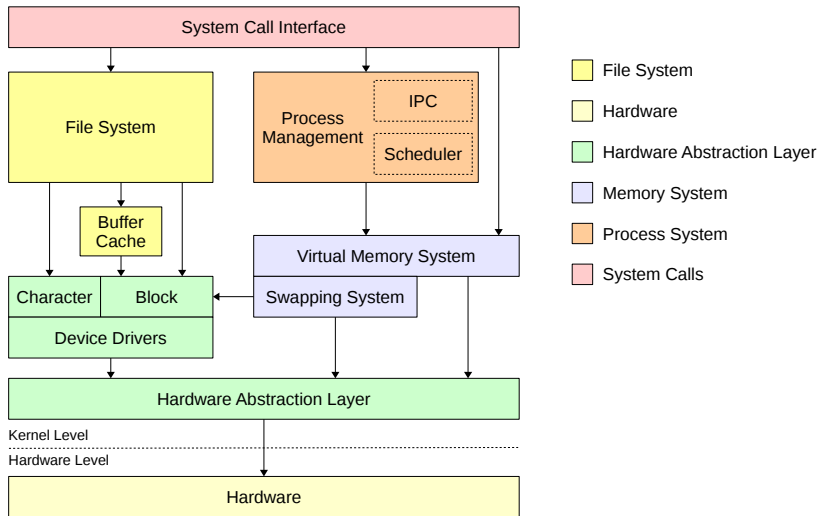 System Call Interface
File System
Process
Management
IPC
Scheduler
Buffer
Cache
Virtual Memory System
Character
Block
Swapping System
Device Drivers
Hardware Abstraction Layer
Kernel Level
Hardware Level
Hardware
File System
Hardware
Hardware Abstraction Layer
Memory System
Process System
System Calls